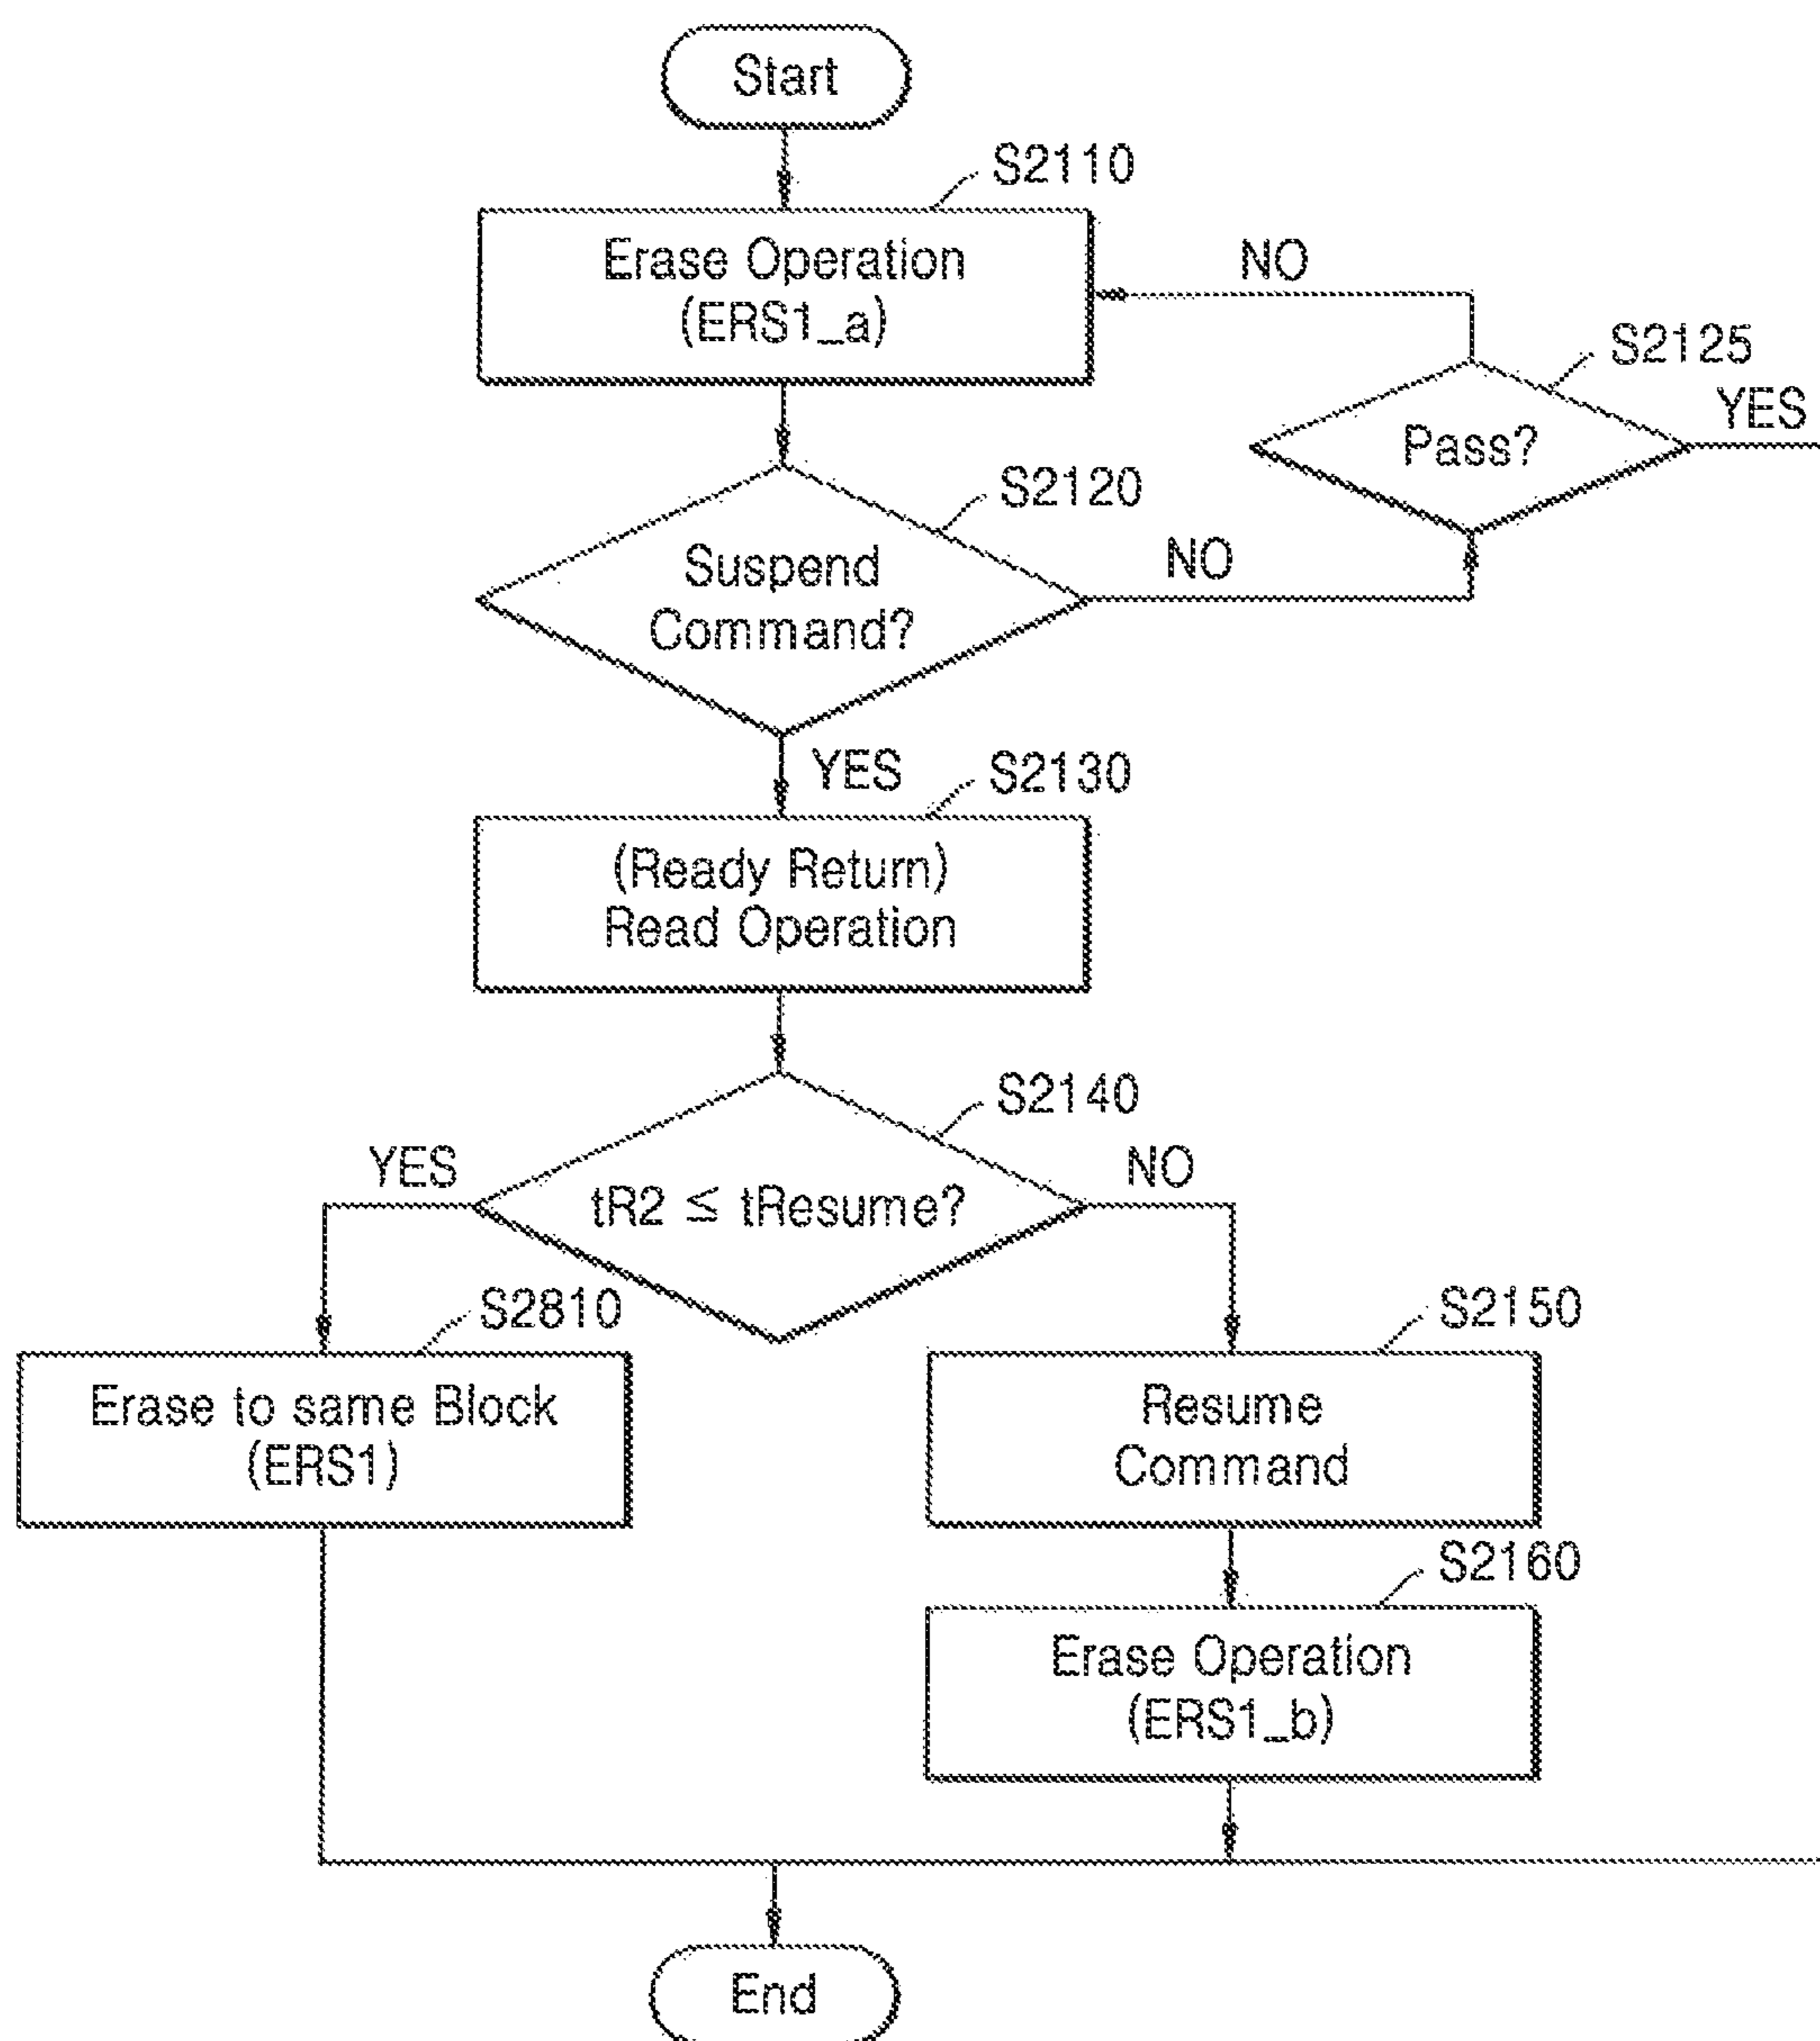 Start
S2110
Erase Operation
(ERS1_a)
NO
S2125
Pass?
YES
S2120
Suspend
Command?
NO
YES
S2130
(Ready Return)
Read Operation
S2140
YES
tR2 ≤ tResume?
NO
S2810
Erase to same Block
(ERS1)
S2150
Resume
Command
S2160
Erase Operation
(ERS1_b)
End